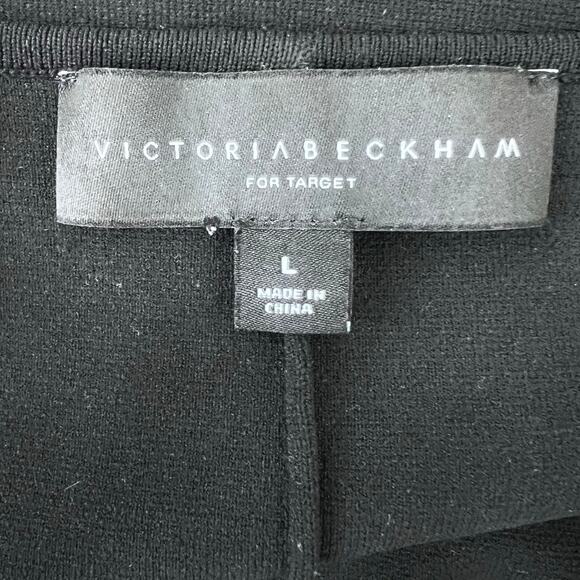 VICTORIABECKHAM
FOR TARGET
L
MADE IN
CHINA